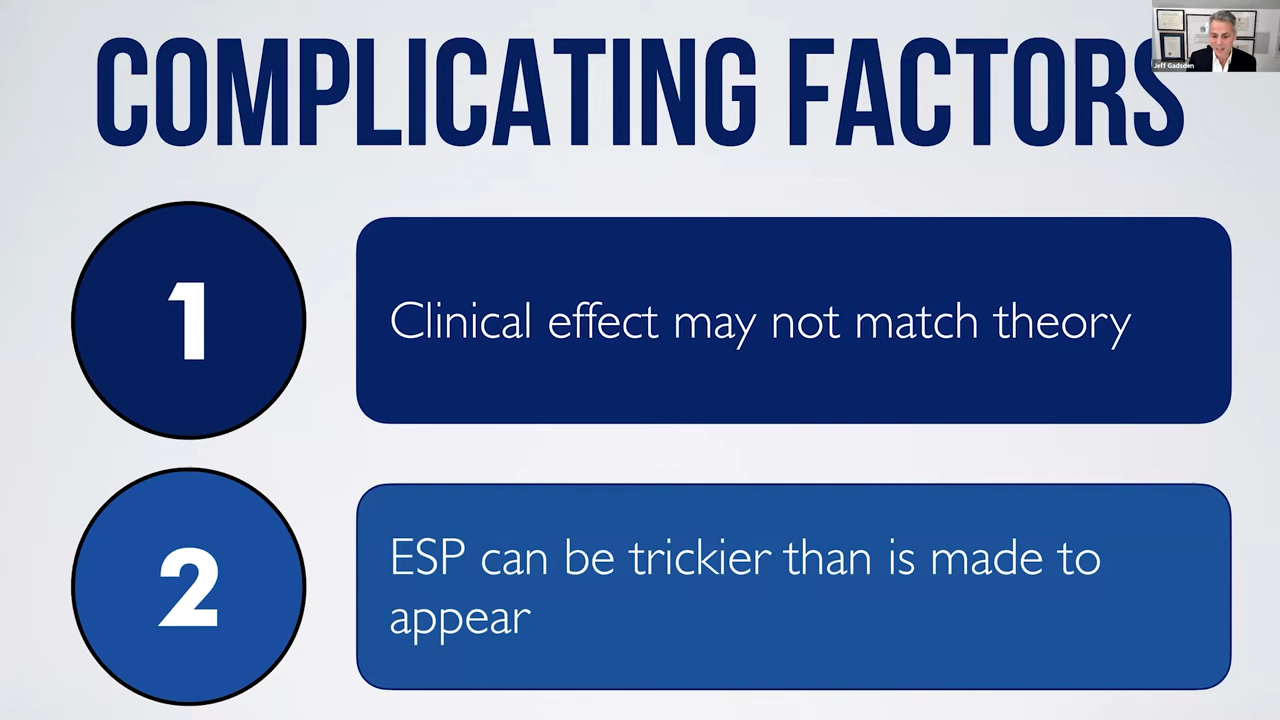 COMPLICATING FACTORS
Jeff Gadsden
1
Clinical effect may not match theory
2
ESP can be trickier than is made to
appear